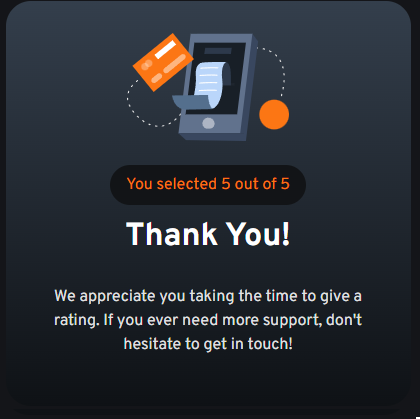 You selected 5 out of 5
Thank You!
We appreciate you taking the time to give a
rating. If you ever need more support, don't
hesitate to get in touch!